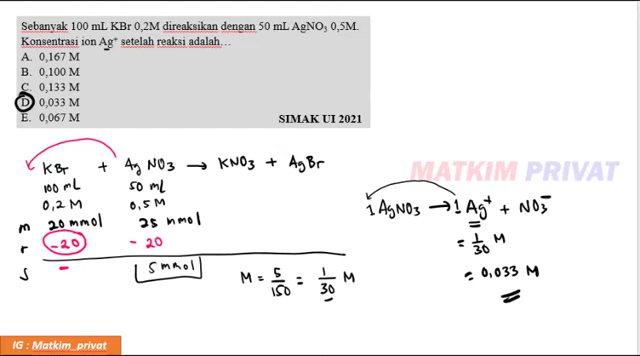 Sebanyak 100 mL KBr 0,2M direaksikan dengan 50 mL AgNO₃ 0,5M.
Konsentrasi ion Ag⁺ setelah reaksi adalah…
A. 0,167 M
B. 0,100 M
C. 0,133 M
D. 0,033 M
E. 0,067 M
SIMAK UI 2021
MATKIM PRIVAT
KBr + AgNO3 → KNO3 + AgBr
100 mL 50 mL
0,2 M 0,5 M
m 20 mmol 25 mmol
r -20 - 20
s - 5 mmol
M = 5/150 = 1/30 M
1 AgNO3 → 1 Ag⁺ + NO3⁻
= 1/30 M
= 0,033 M
IG : Matkim_privat